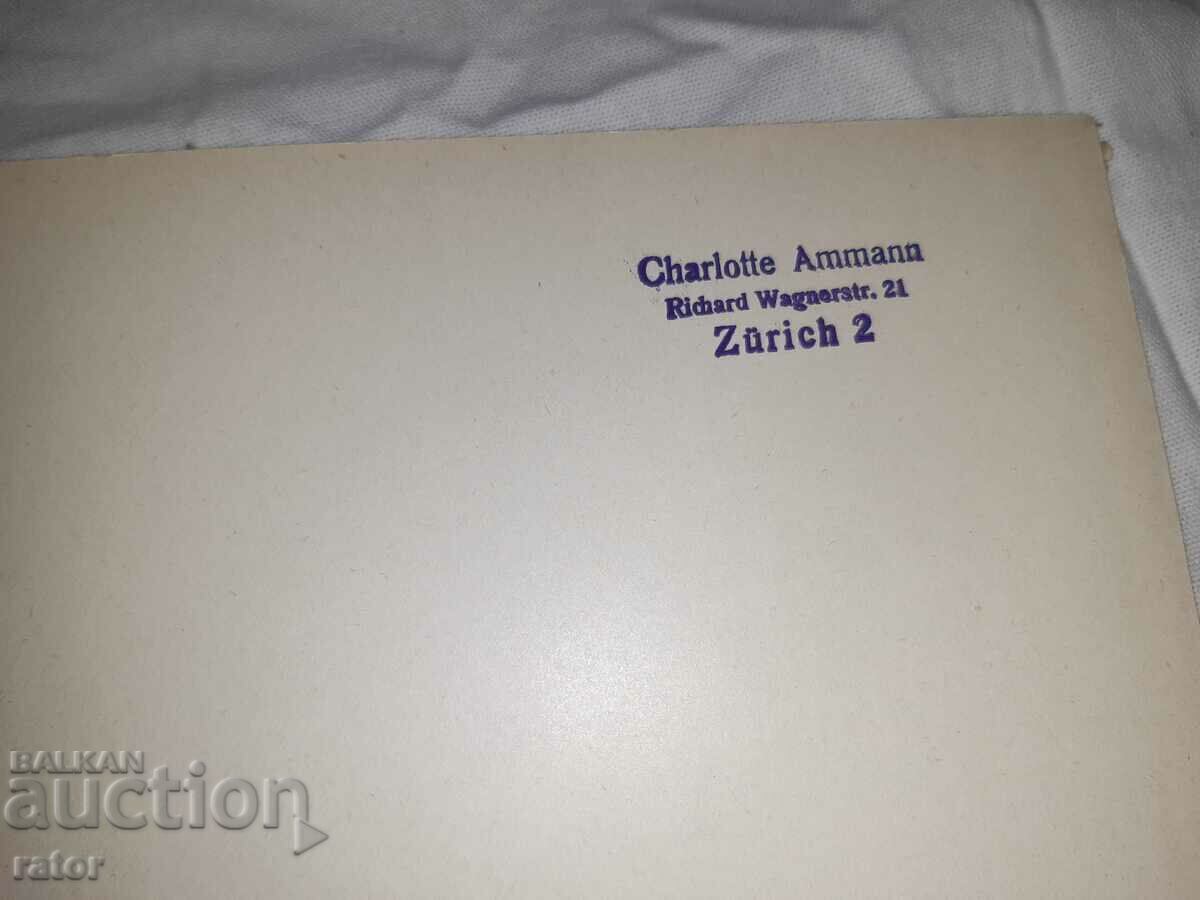 Charlotte Ammann
Richard Wagnerstr. 21
Zürich 2
BALKAN
auction
rator